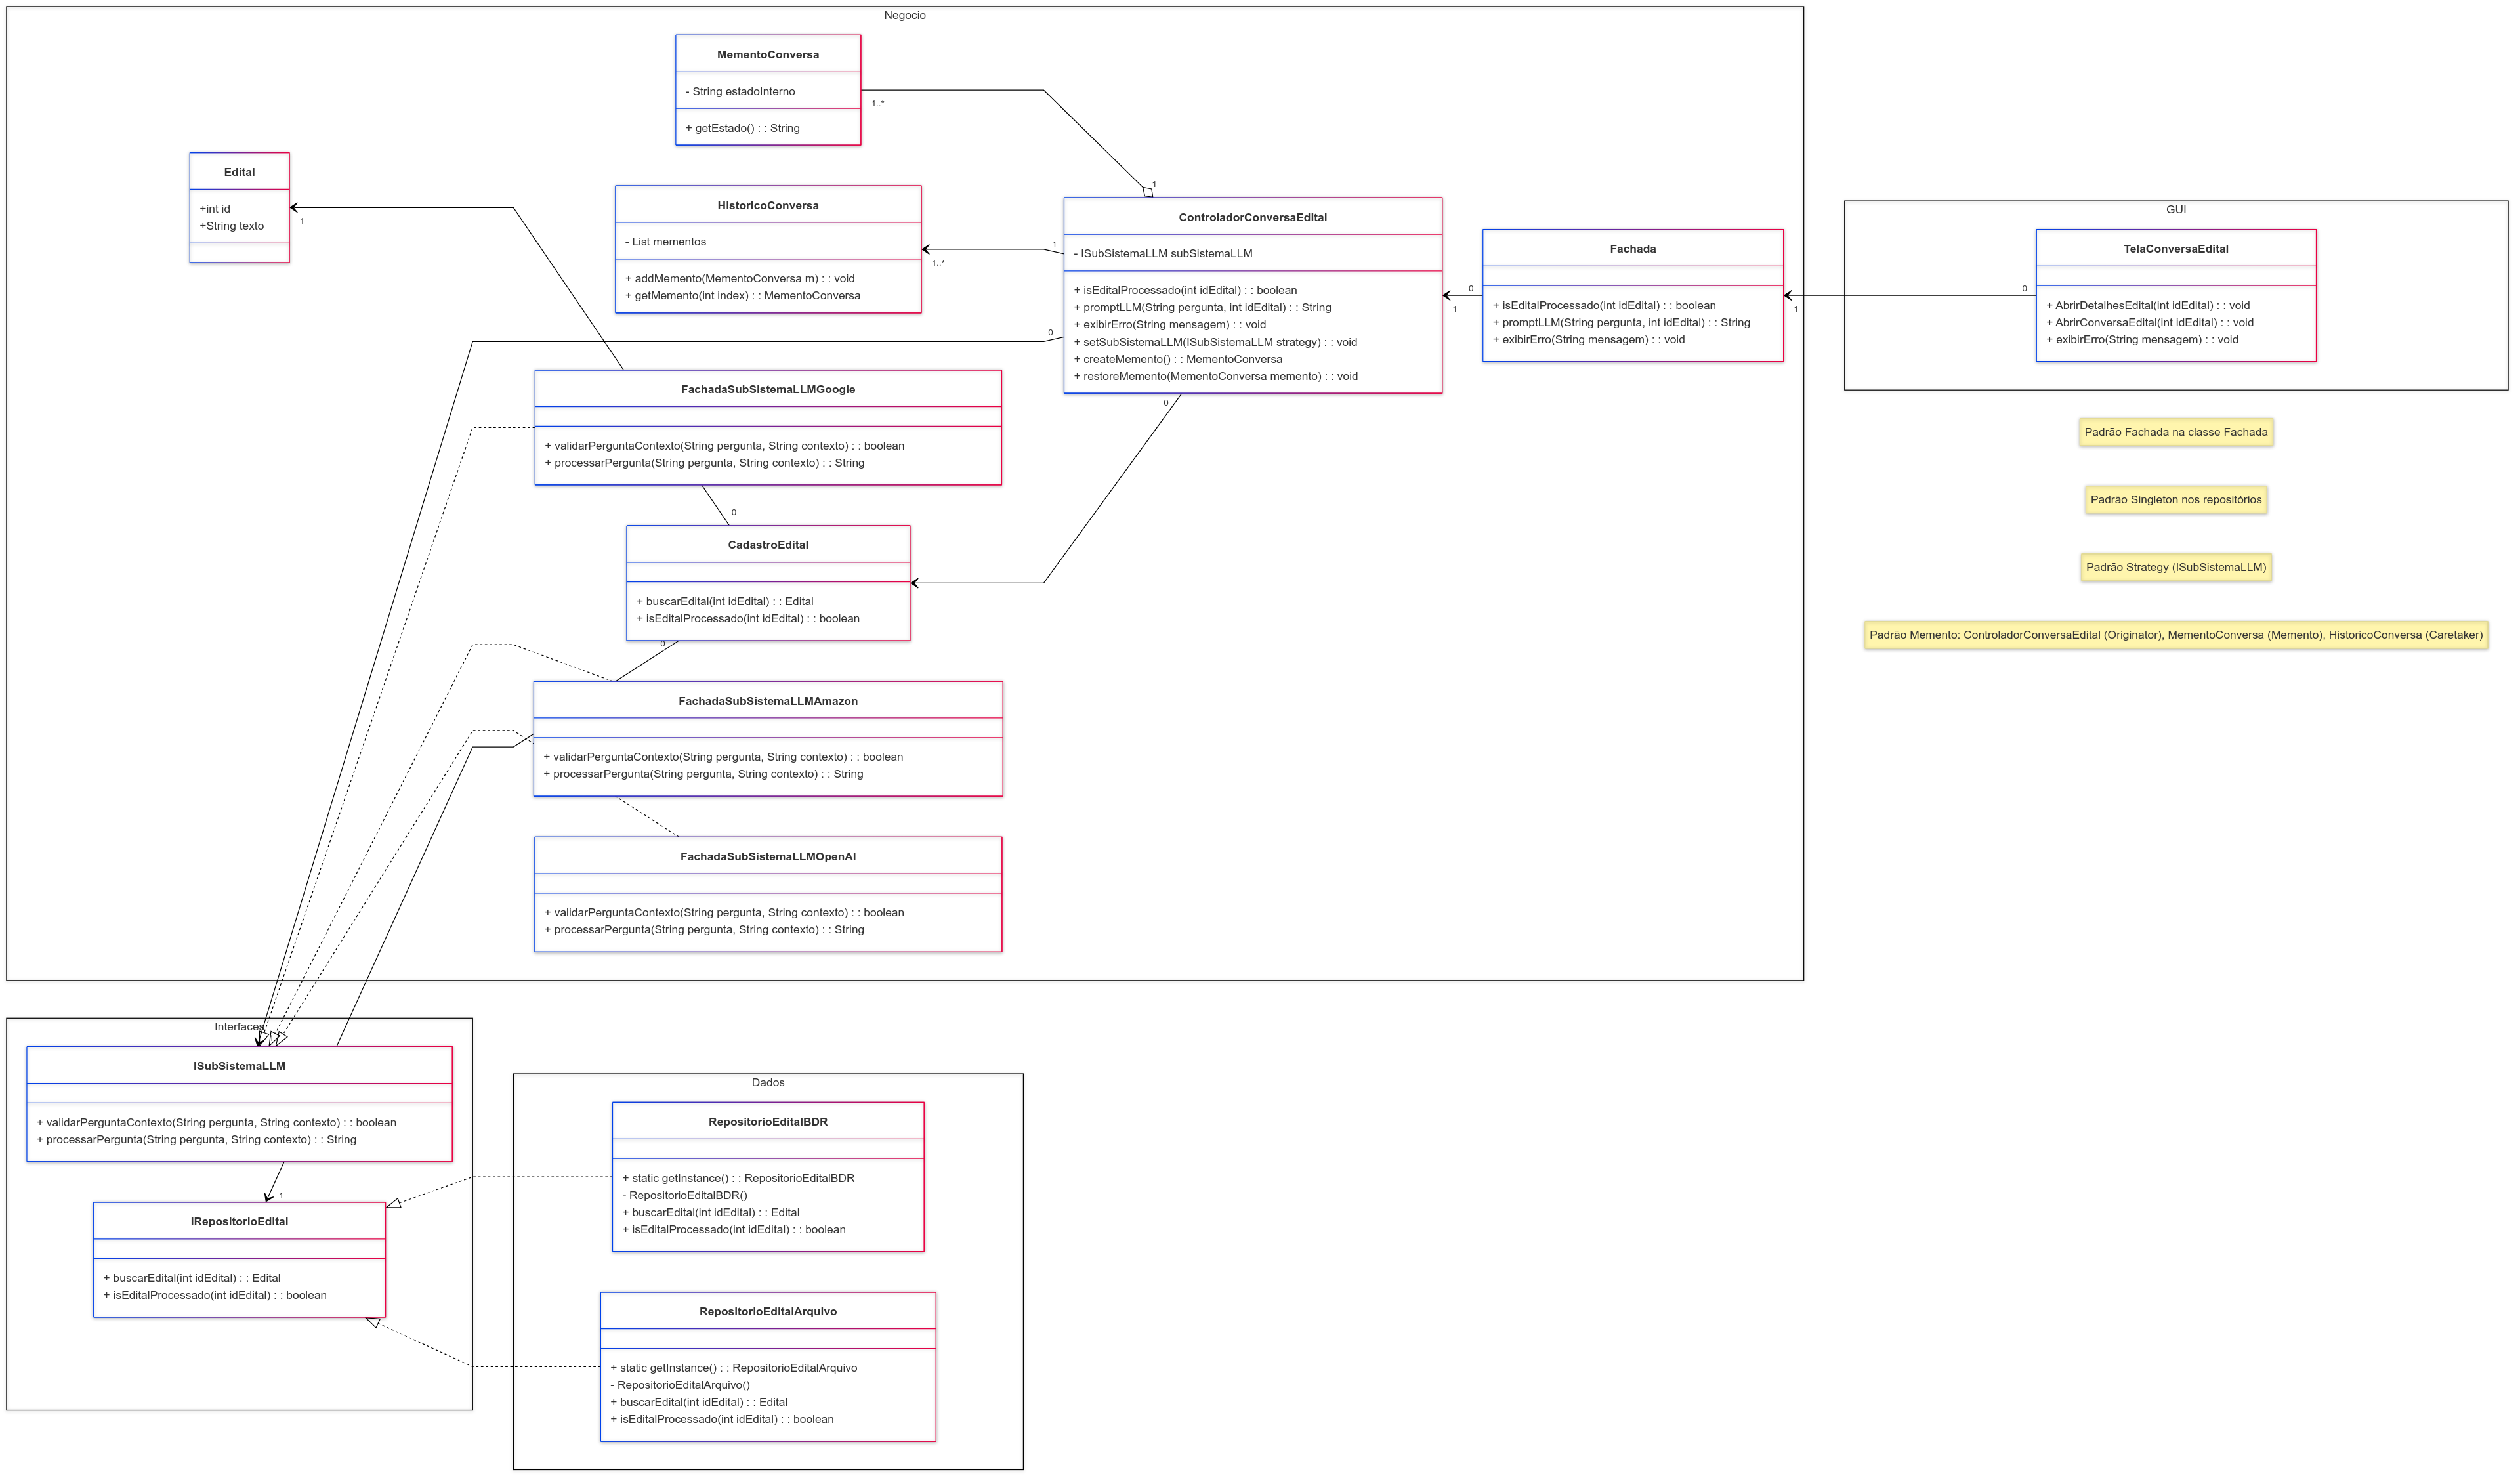 Negocio
MementoConversa
- String estadoInterno
+ getEstado() : : String
1..*
1
Edital
+int id
+String texto
1
HistoricoConversa
- List mementos
+ addMemento(MementoConversa m) : : void
+ getMemento(int index) : : MementoConversa
1
1..*
0
ControladorConversaEdital
- ISubSistemaLLM subSistemaLLM
+ isEditalProcessado(int idEdital) : : boolean
+ promptLLM(String pergunta, int idEdital) : : String
+ exibirErro(String mensagem) : : void
+ setSubSistemaLLM(ISubSistemaLLM strategy) : : void
+ createMemento() : : MementoConversa
+ restoreMemento(MementoConversa memento) : : void
0
0
1
Fachada
+ isEditalProcessado(int idEdital) : : boolean
+ promptLLM(String pergunta, int idEdital) : : String
+ exibirErro(String mensagem) : : void
1
GUI
0
TelaConversaEdital
+ AbrirDetalhesEdital(int idEdital) : : void
+ AbrirConversaEdital(int idEdital) : : void
+ exibirErro(String mensagem) : : void
Padrão Fachada na classe Fachada
Padrão Singleton nos repositórios
Padrão Strategy (ISubSistemaLLM)
Padrão Memento: ControladorConversaEdital (Originator), MementoConversa (Memento), HistoricoConversa (Caretaker)
FachadaSubSistemaLLMGoogle
+ validarPerguntaContexto(String pergunta, String contexto) : : boolean
+ processarPergunta(String pergunta, String contexto) : : String
0
CadastroEdital
+ buscarEdital(int idEdital) : : Edital
+ isEditalProcessado(int idEdital) : : boolean
0
FachadaSubSistemaLLMAmazon
+ validarPerguntaContexto(String pergunta, String contexto) : : boolean
+ processarPergunta(String pergunta, String contexto) : : String
FachadaSubSistemaLLMOpenAI
+ validarPerguntaContexto(String pergunta, String contexto) : : boolean
+ processarPergunta(String pergunta, String contexto) : : String
Interfaces
ISubSistemaLLM
+ validarPerguntaContexto(String pergunta, String contexto) : : boolean
+ processarPergunta(String pergunta, String contexto) : : String
1
IRepositorioEdital
+ buscarEdital(int idEdital) : : Edital
+ isEditalProcessado(int idEdital) : : boolean
Dados
RepositorioEditalBDR
+ static getInstance() : : RepositorioEditalBDR
- RepositorioEditalBDR()
+ buscarEdital(int idEdital) : : Edital
+ isEditalProcessado(int idEdital) : : boolean
RepositorioEditalArquivo
+ static getInstance() : : RepositorioEditalArquivo
- RepositorioEditalArquivo()
+ buscarEdital(int idEdital) : : Edital
+ isEditalProcessado(int idEdital) : : boolean